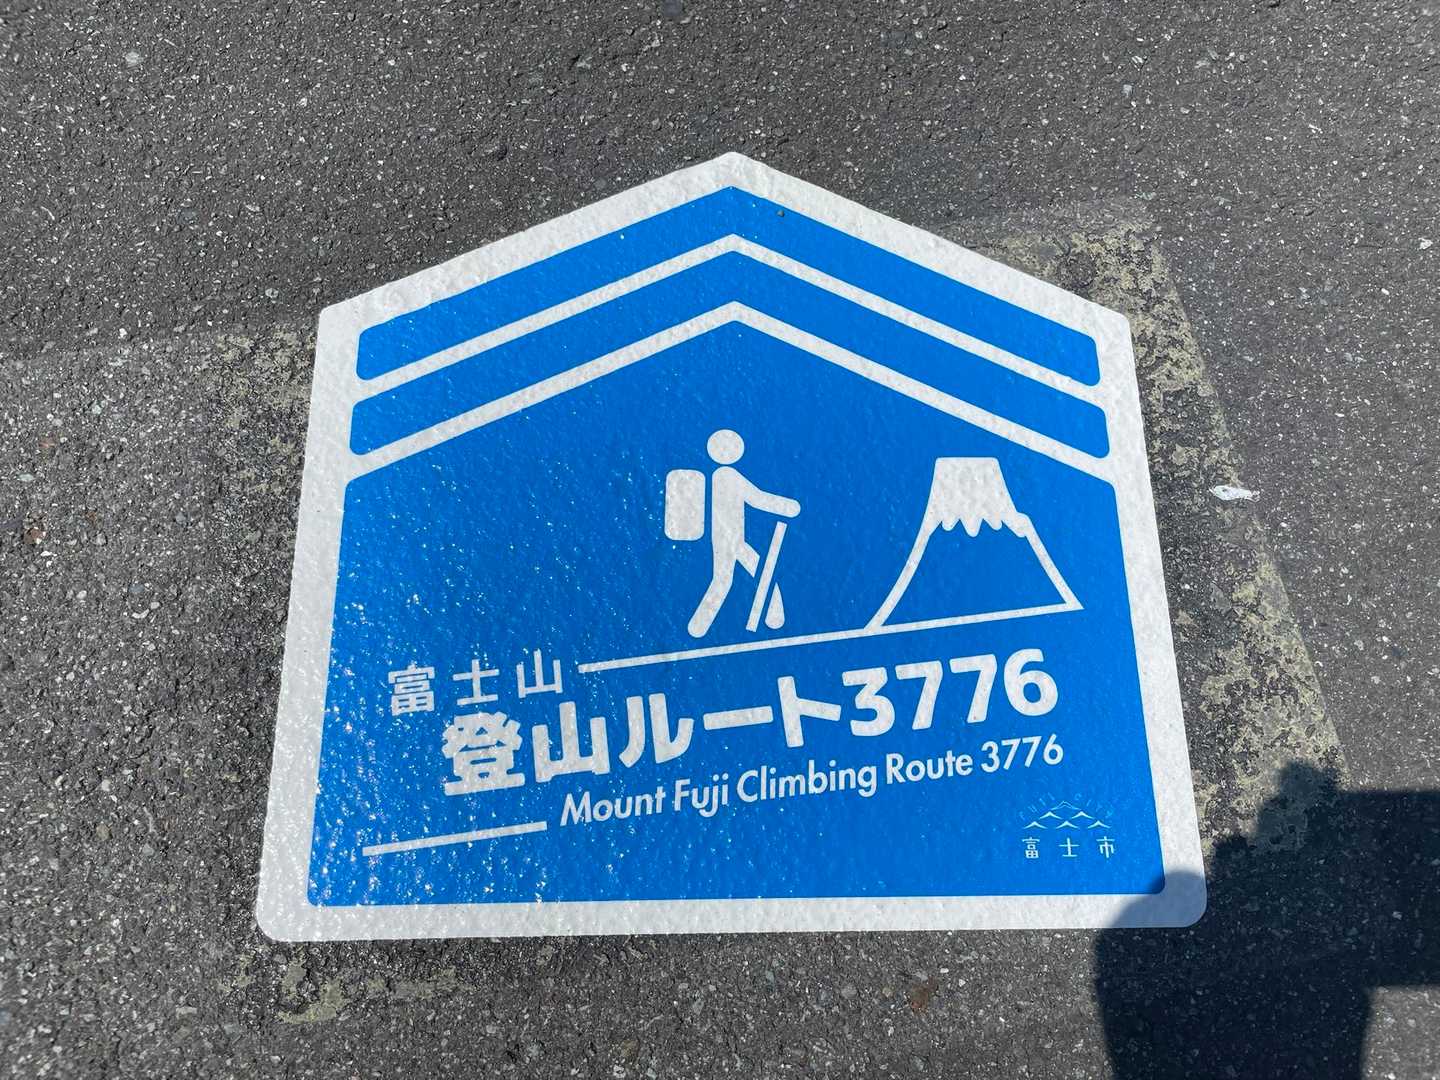 富士山
登山ルート3776
Mount Fuji Climbing Route 3776
富士市